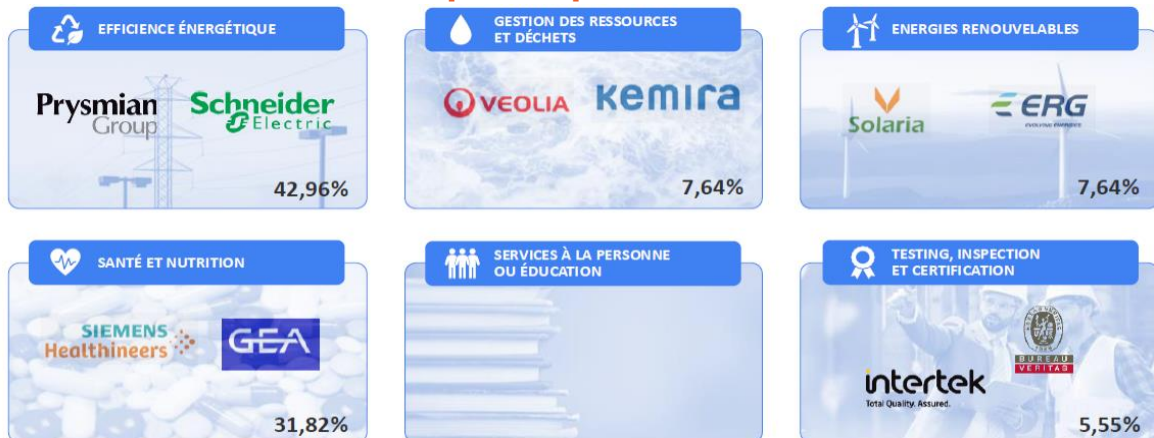 EFFICIENCE ÉNERGÉTIQUE
Prysmian
Group
Schneider
Electric
42,96%
GESTION DES RESSOURCES
ET DÉCHETS
VEOLIA
Kemira
7,64%
ENERGIES RENOUVELABLES
Solaria
ERG
EVOLVING ENERGIES
7,64%
SANTÉ ET NUTRITION
SIEMENS
Healthineers
GEA
31,82%
SERVICES À LA PERSONNE
OU ÉDUCATION
TESTING, INSPECTION
ET CERTIFICATION
BUREAU
VERITAS
intertek
Total Quality. Assured.
5,55%